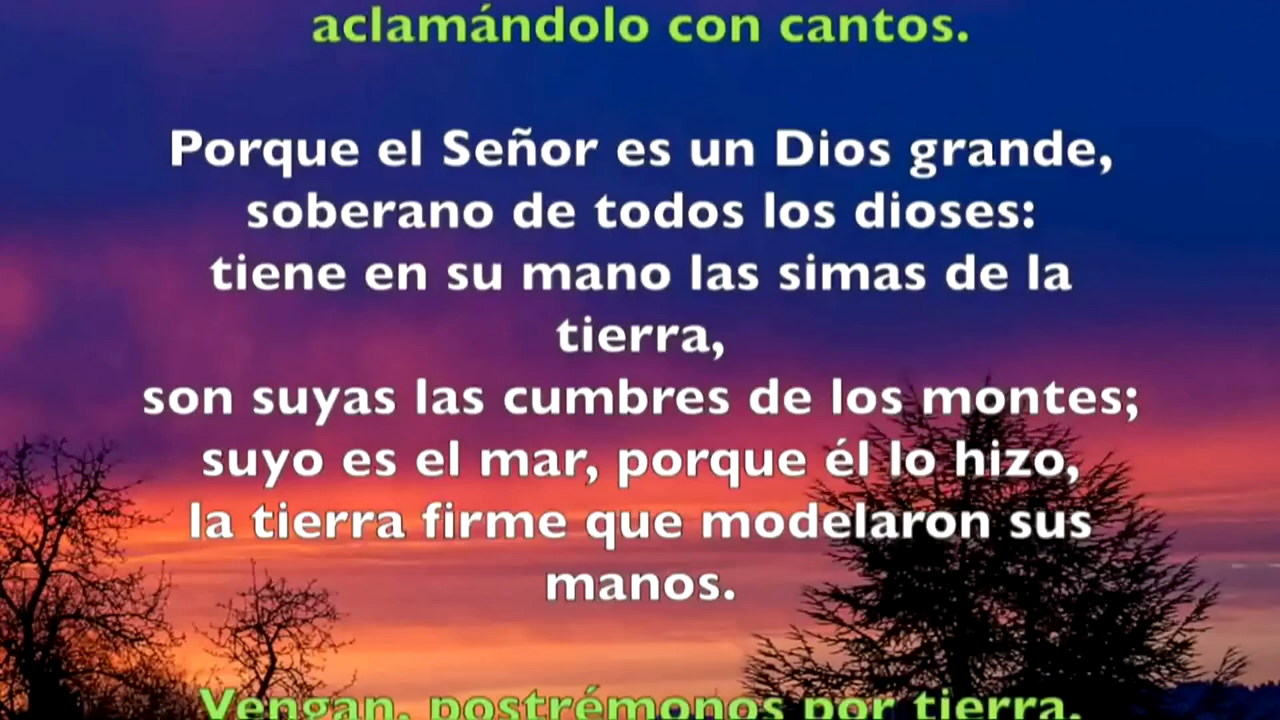 aclamándolo con cantos.
Porque el Señor es un Dios grande,
soberano de todos los dioses:
tiene en su mano las simas de la
tierra,
son suyas las cumbres de los montes;
suyo es el mar, porque él lo hizo,
la tierra firme que modelaron sus
manos.
Vengan, postrémonos por tierra,